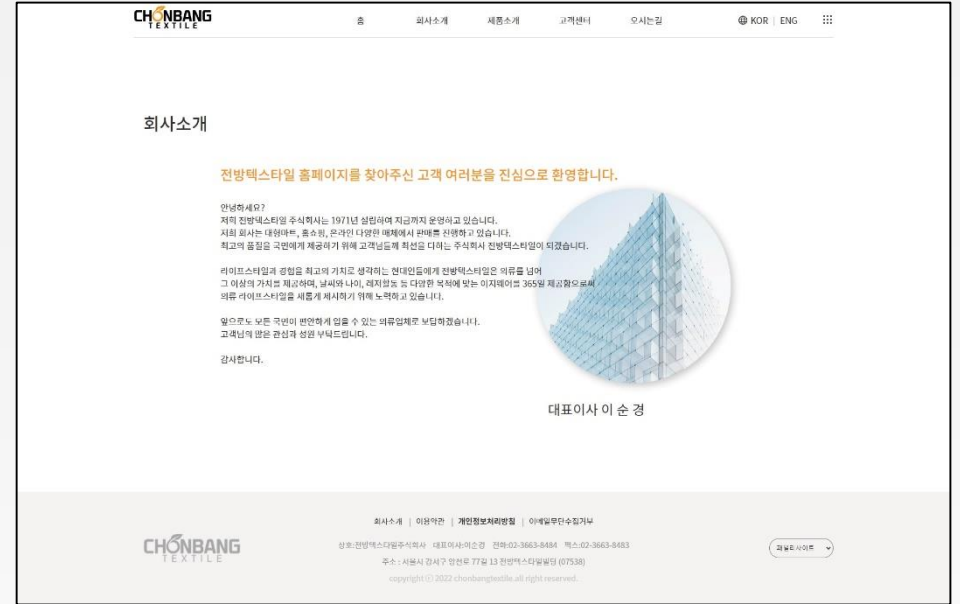 CHONBANG
TEXTILE
홈 회사소개 제품소개 고객센터 오시는길
KOR | ENG
회사소개
전방텍스타일 홈페이지를 찾아주신 고객 여러분을 진심으로 환영합니다.
안녕하세요?
저희 전방텍스타일 주식회사는 1971년 설립하여 지금까지 운영하고 있습니다.
저희 회사는 대형마트, 홈쇼핑, 온라인 다양한 매체에서 판매를 진행하고 있습니다.
최고의 품질을 국민에게 제공하기 위해 고객님들께 최선을 다하는 주식회사 전방텍스타일이 되겠습니다.
라이프스타일과 경험을 최고의 가치로 생각하는 현대인들에게 전방텍스타일은 의류를 넘어
그 이상의 가치를 제공하며, 날씨와 나이, 레저활동 등 다양한 목적에 맞는 이지웨어를 365일 제공함으로써
의류 라이프스타일을 새롭게 제시하기 위해 노력하고 있습니다.
앞으로도 모든 국민이 편안하게 입을 수 있는 의류업체로 보답하겠습니다.
고객님의 많은 관심과 성원 부탁드립니다.
감사합니다.
대표이사 이 순 경
회사소개 | 이용약관 | 개인정보처리방침 | 이메일무단수집거부
CHONBANG
TEXTILE
상호:전방텍스타일주식회사 대표이사:이순경 전화:02-3663-8484 팩스:02-3663-8483
주소 : 서울시 강서구 양천로 77길 13 전방텍스타일빌딩 (07538)
copyright ⓒ 2022 chonbangtextile.all right reserved.
패밀리사이트